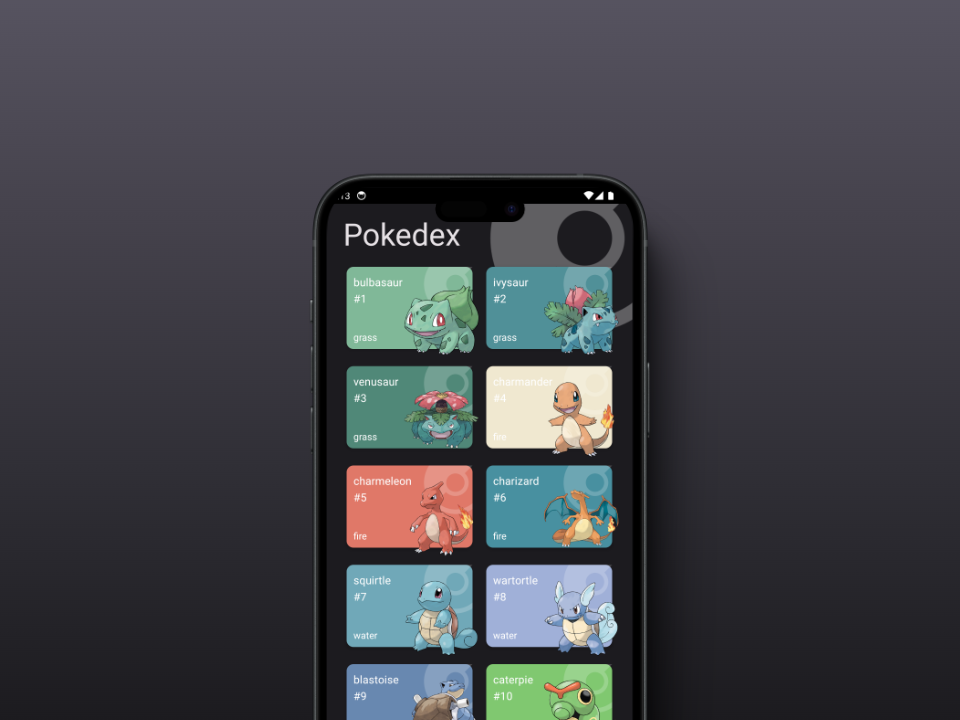 :13
Pokedex
bulbasaur
#1
grass
ivysaur
#2
grass
venusaur
#3
grass
charmander
#4
fire
charmeleon
#5
fire
charizard
#6
fire
squirtle
#7
water
wartortle
#8
water
blastoise
#9
caterpie
#10